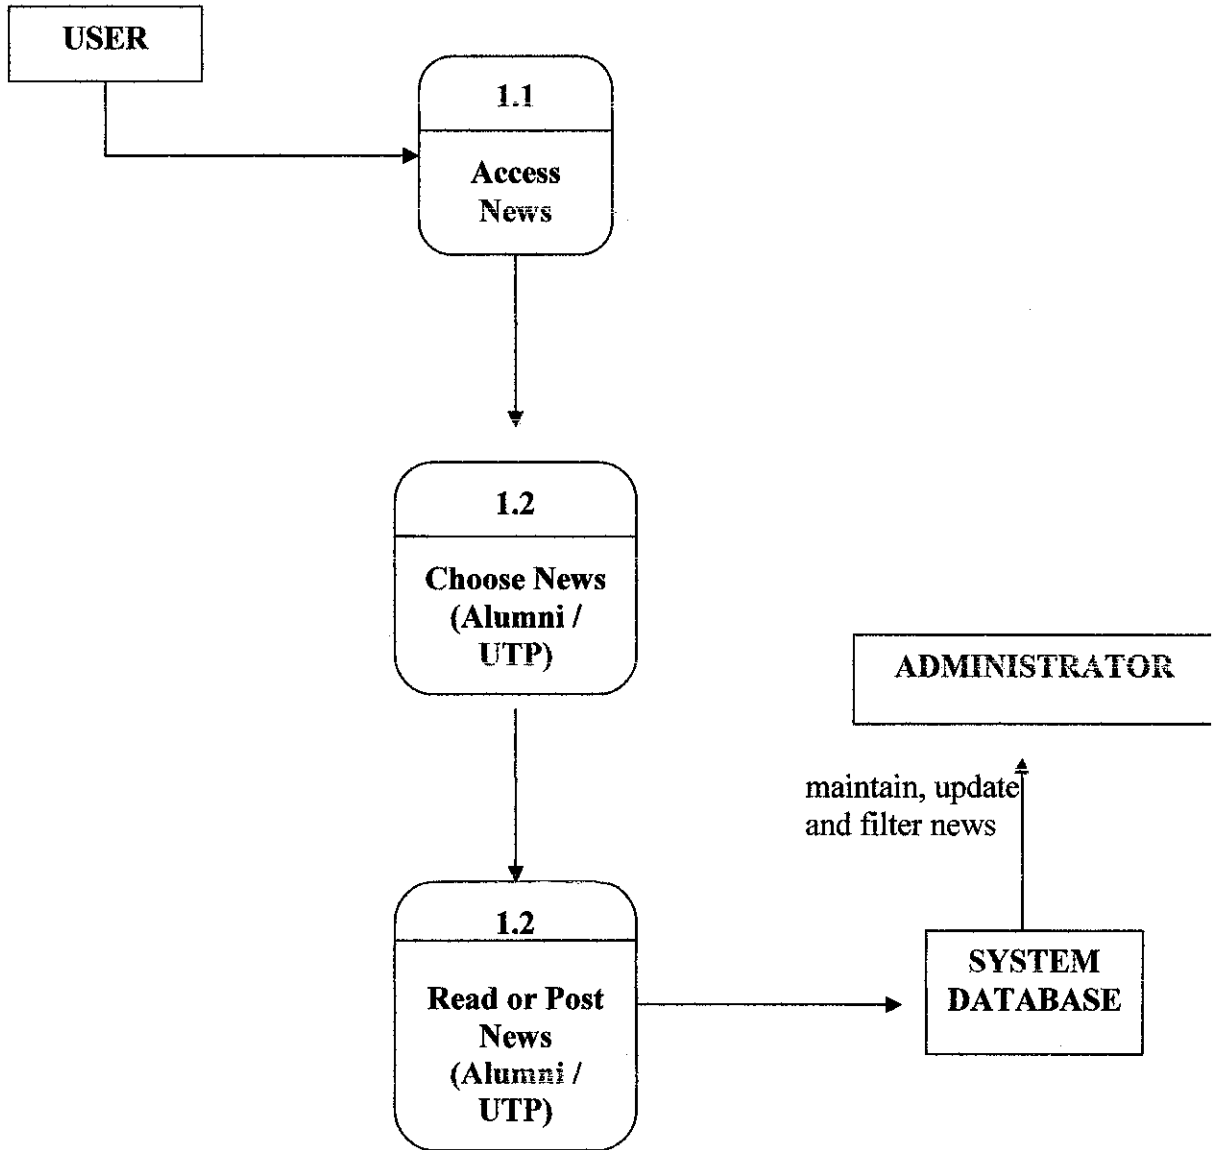 USER
1.1
Access
News
1.2
Choose News
(Alumni /
UTP)
ADMINISTRATOR
maintain, update
and filter news
1.2
Read or Post
News
(Alumni /
UTP)
SYSTEM
DATABASE